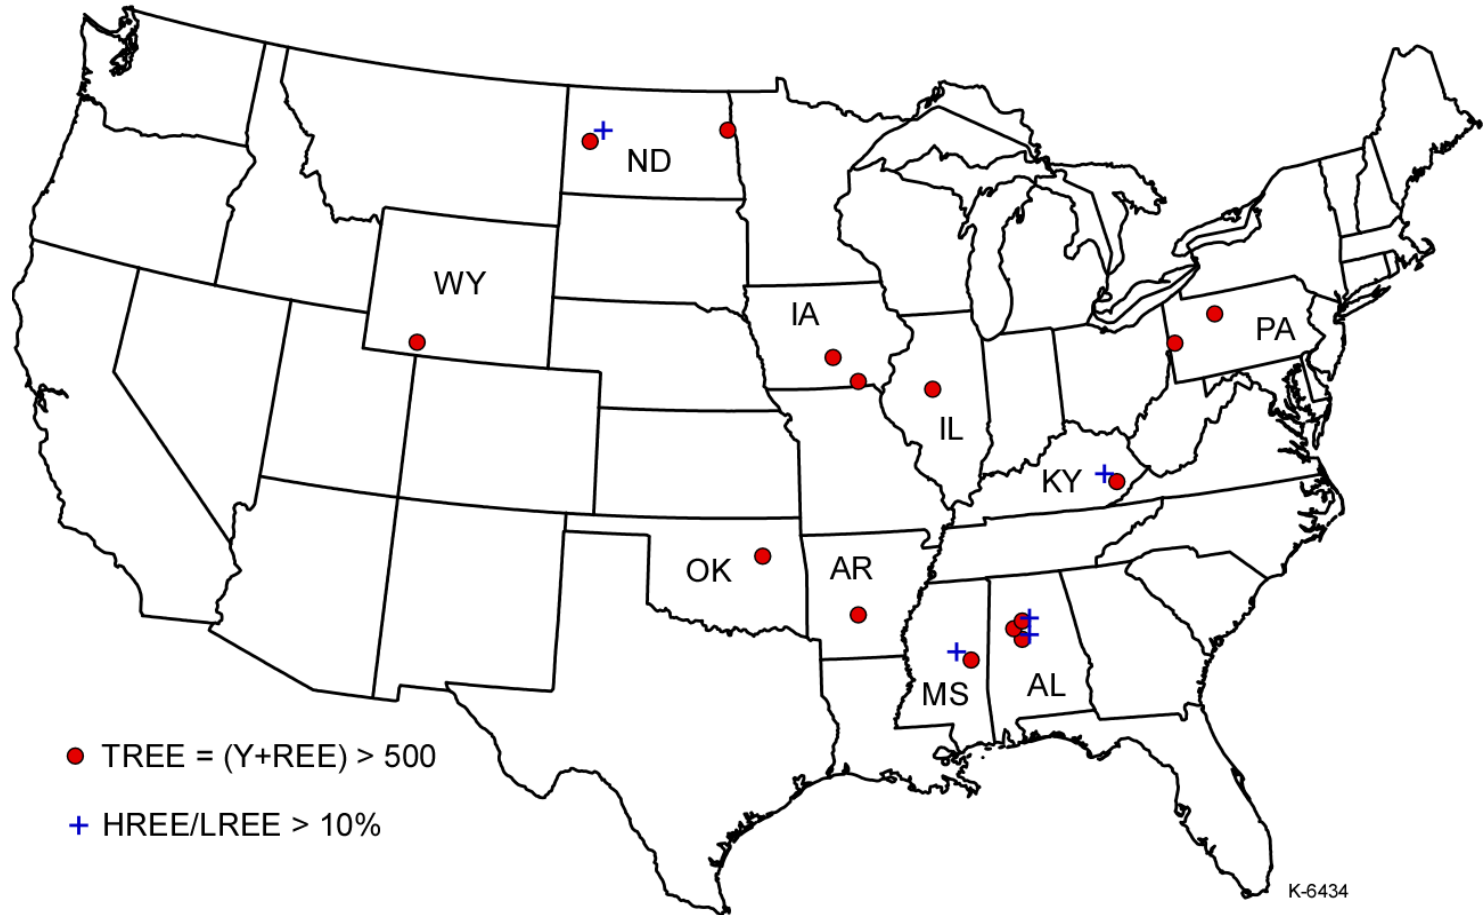 ND
WY
IA
PA
IL
KY
OK
AR
MS
AL
TREE = (Y+REE) > 500
HREE/LREE > 10%
K-6434